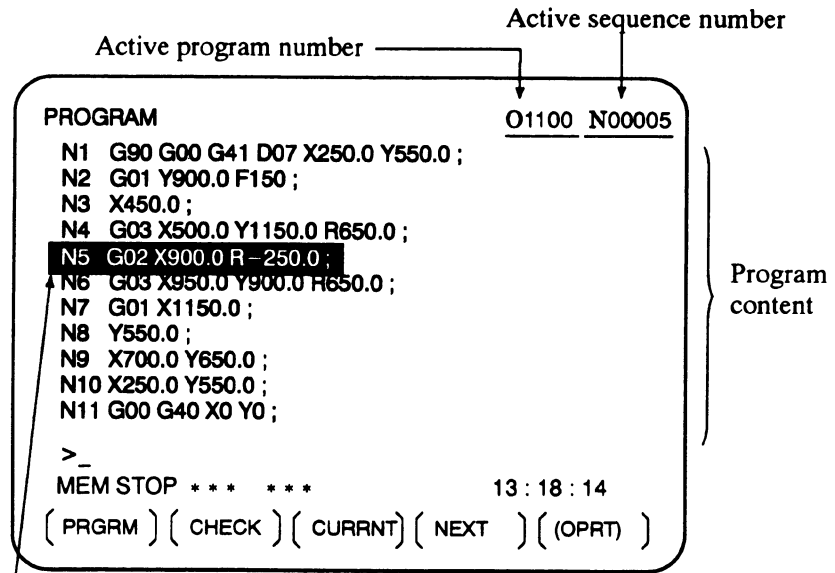 Active sequence number
Active program number
PROGRAM O1100 N00005
N1 G90 G00 G41 D07 X250.0 Y550.0 ;
N2 G01 Y900.0 F150 ;
N3 X450.0 ;
N4 G03 X500.0 Y1150.0 R650.0 ;
N5 G02 X900.0 R−250.0 ;
N6 G03 X950.0 Y900.0 R650.0 ;
N7 G01 X1150.0 ;
N8 Y550.0 ;
N9 X700.0 Y650.0 ;
N10 X250.0 Y550.0 ;
N11 G00 G40 X0 Y0 ;
Program
content
>_
MEM STOP * * * * * * 13 : 18 : 14
( PRGRM ) ( CHECK ) ( CURRNT) ( NEXT ) ( (OPRT) )